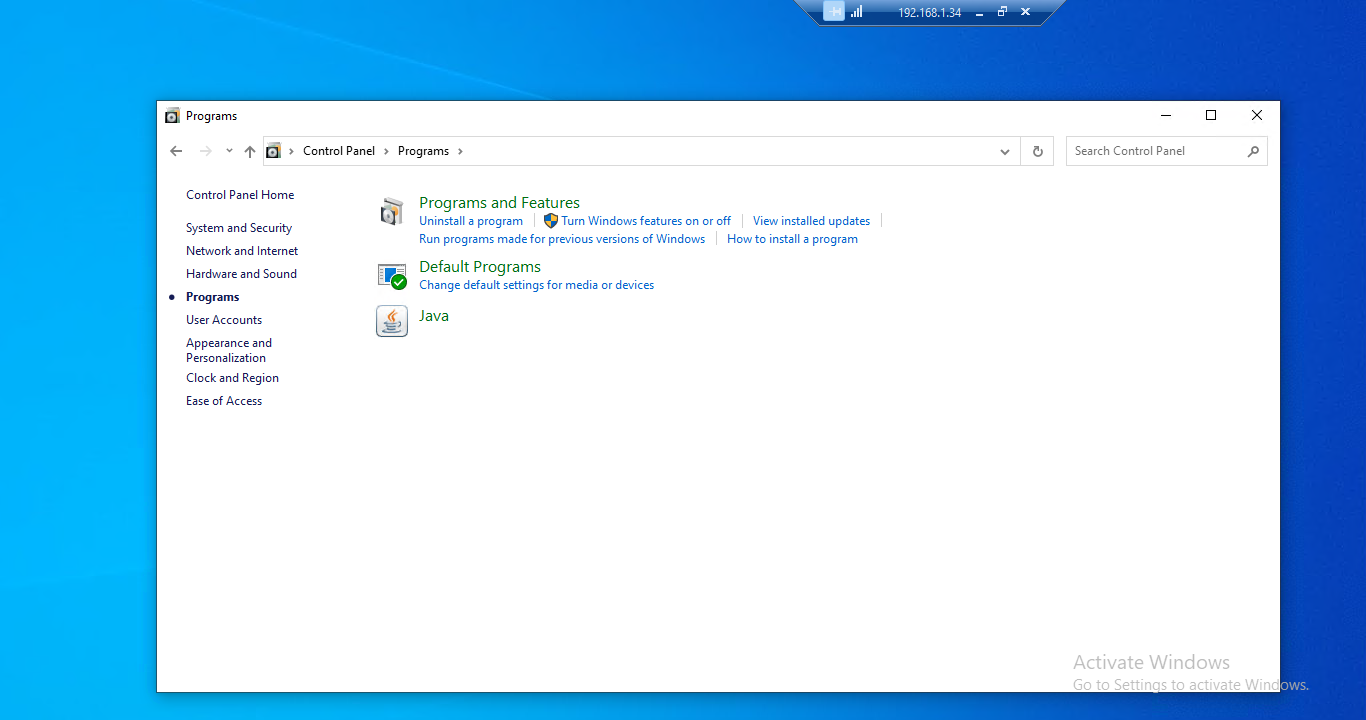 192.168.1.34
Programs
Control Panel > Programs >
Search Control Panel
Control Panel Home
System and Security
Network and Internet
Hardware and Sound
Programs
User Accounts
Appearance and
Personalization
Clock and Region
Ease of Access
Programs and Features
Uninstall a program
Turn Windows features on or off
View installed updates
Run programs made for previous versions of Windows
How to install a program
Default Programs
Change default settings for media or devices
Java
Activate Windows
Go to Settings to activate Windows.